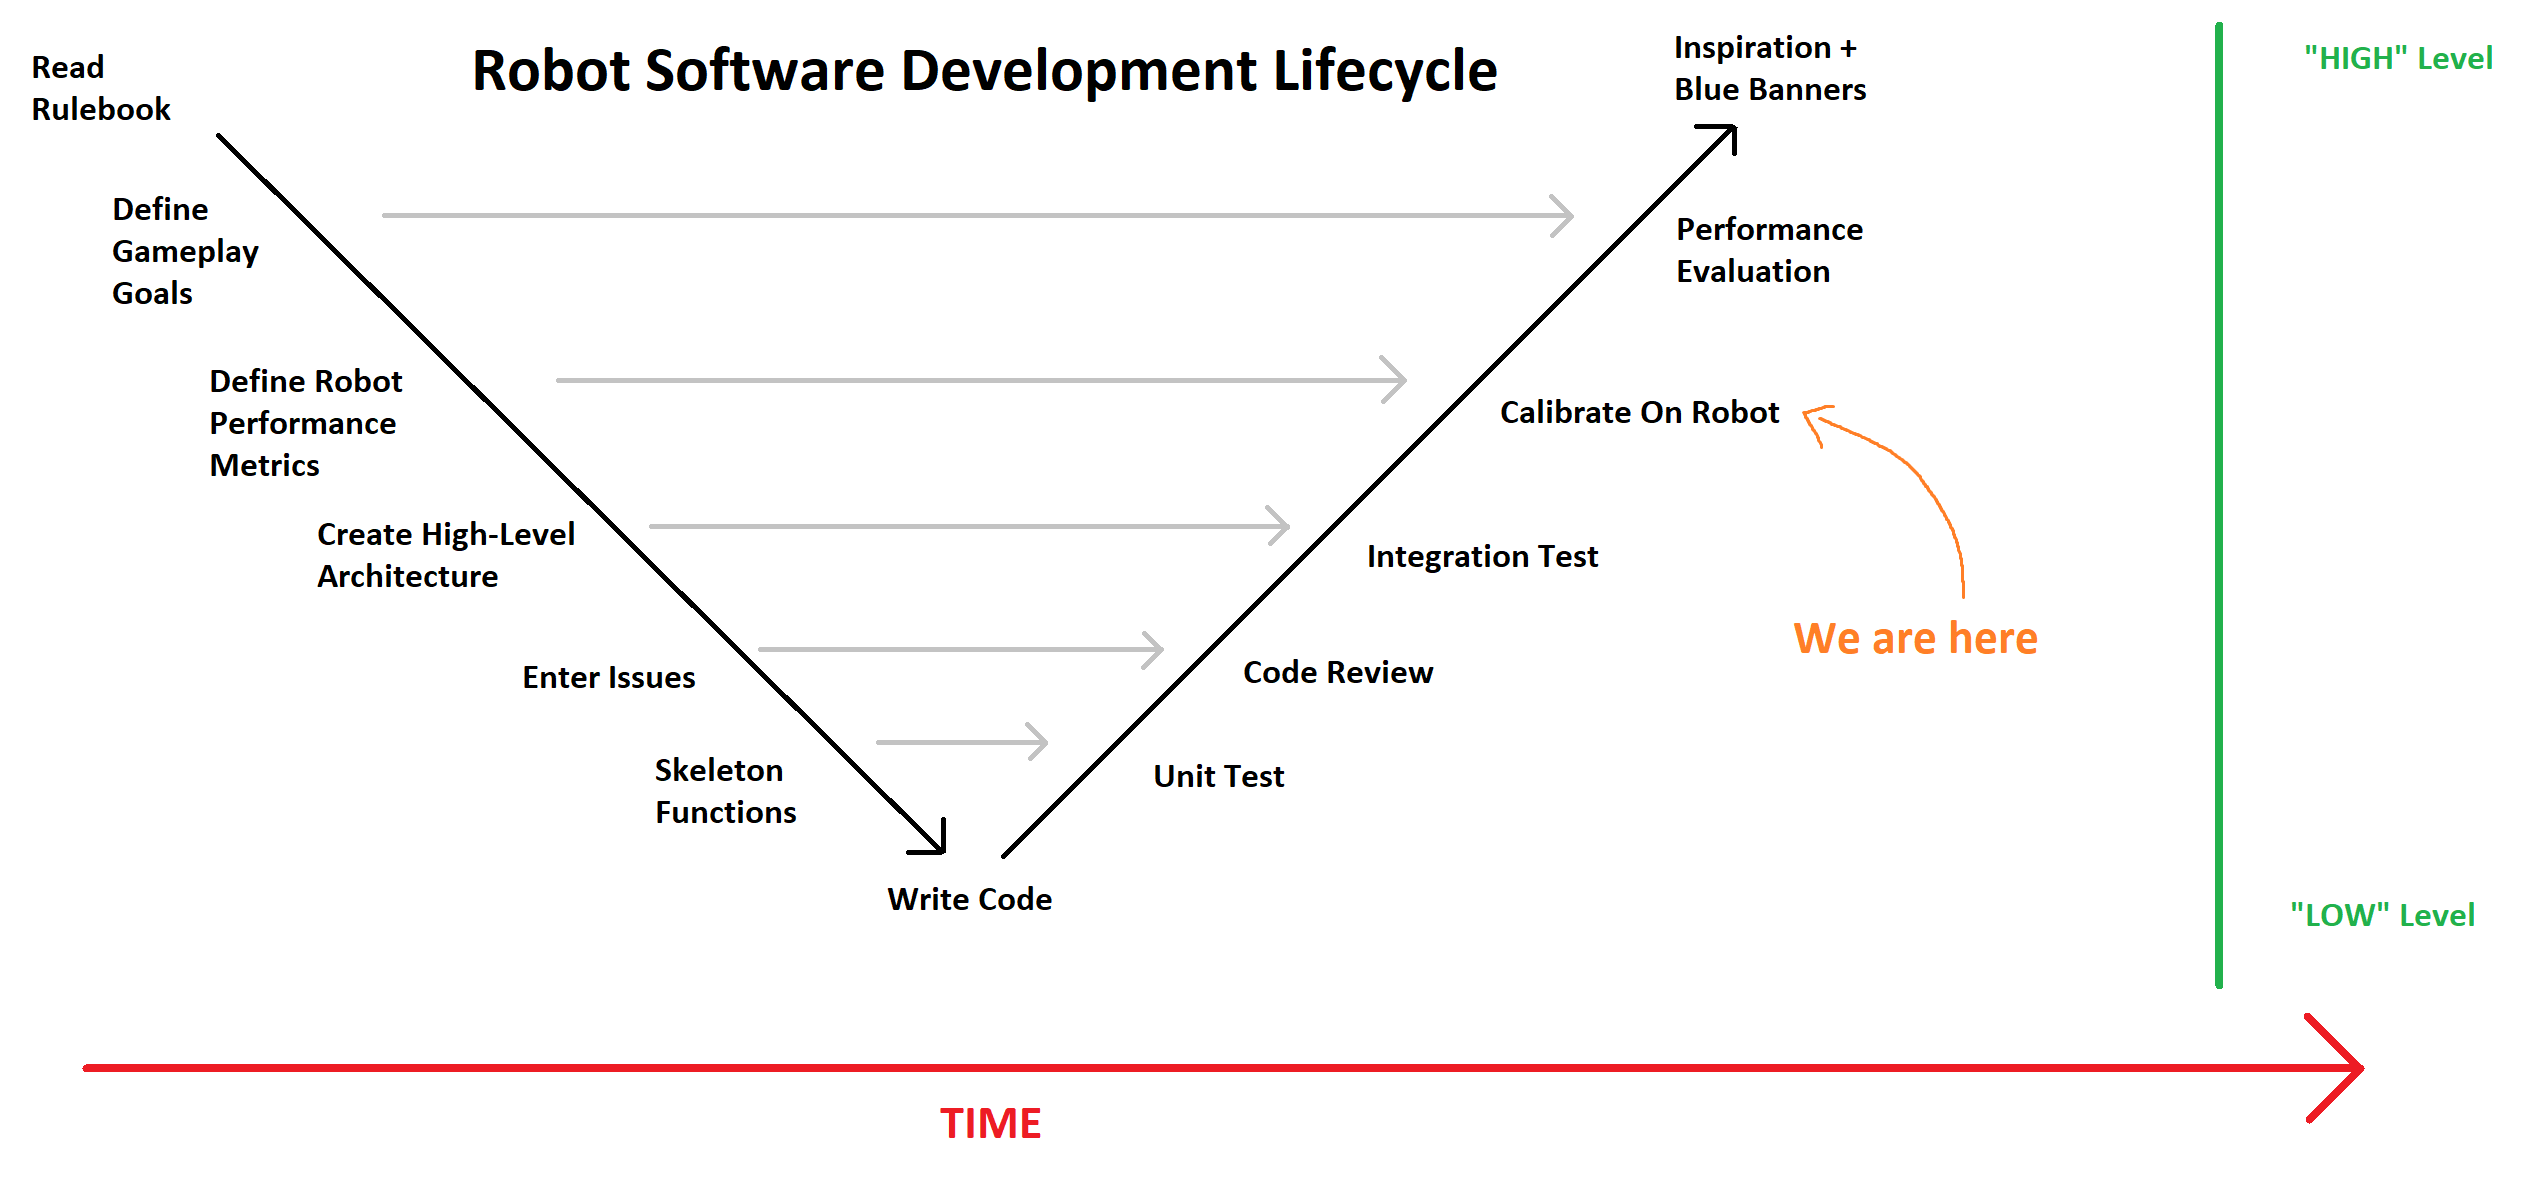 Robot Software Development Lifecycle
Read
Rulebook
Define
Gameplay
Goals
Define Robot
Performance
Metrics
Create High-Level
Architecture
Enter Issues
Skeleton
Functions
Write Code
Unit Test
Code Review
Integration Test
Calibrate On Robot
Performance
Evaluation
Inspiration +
Blue Banners
We are here
"HIGH" Level
"LOW" Level
TIME